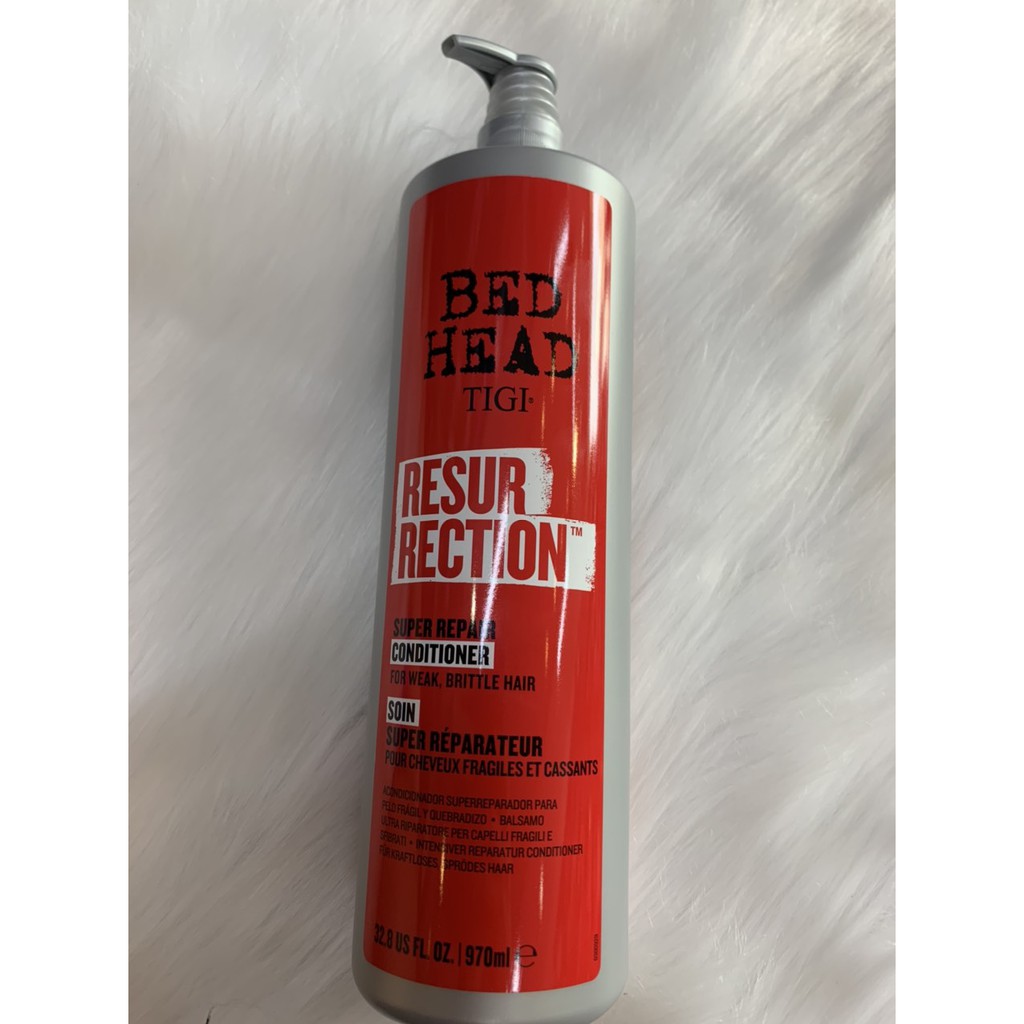 BED
HEAD
TIGI®
RESUR
RECTION™
SUPER REPAIR
CONDITIONER
FOR WEAK, BRITTLE HAIR
SOIN
SUPER RÉPARATEUR
POUR CHEVEUX FRAGILES ET CASSANTS
ACONDICIONADOR SUPERREPARADOR PARA
PELO FRÁGIL Y QUEBRADIZO • BALSAMO
ULTRA RIPARATORE PER CAPELLI FRAGILI E
SFIBRATI • INTENSIVER REPARATUR CONDITIONER
FÜR KRAFTLOSES, SPRÖDES HAAR
32.8 US FL. OZ. | 970ml ℮